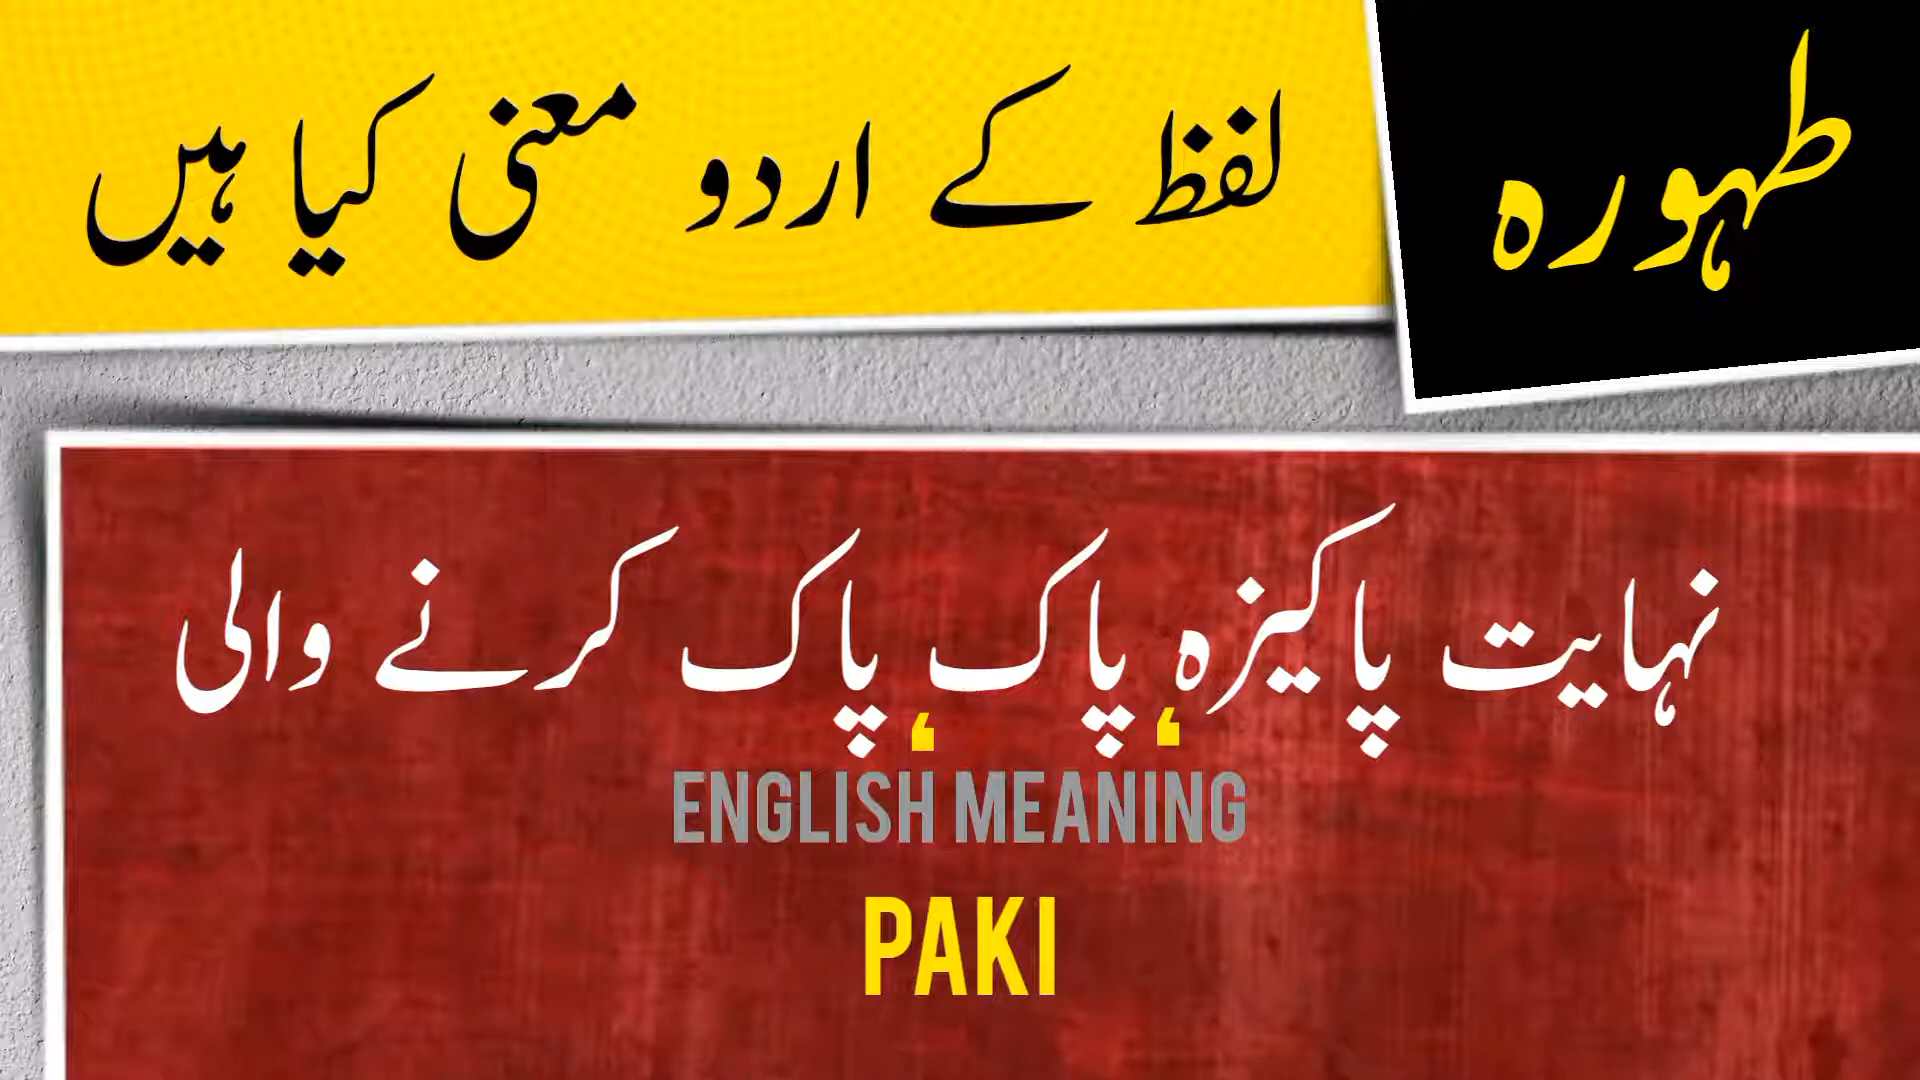 طہورہ لفظ کے اردو معنی کیا ہیں
نہایت پاکیزہ، پاک، پاک کرنے والی
ENGLISH MEANING
PAKI